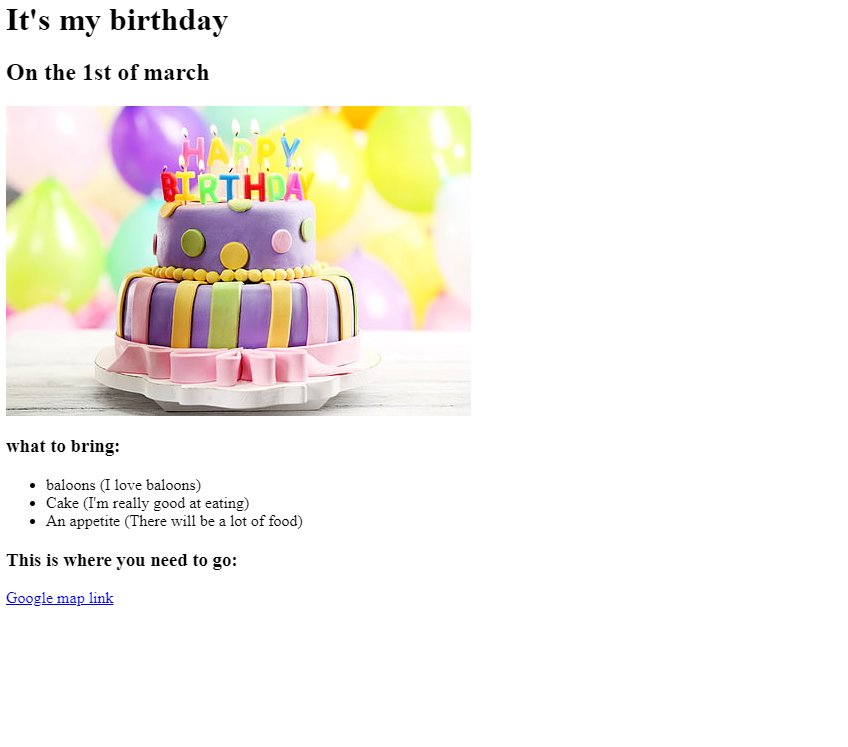 It's my birthday
On the 1st of march
HAPPY
BIRTHDAY
what to bring:
baloons (I love baloons)
Cake (I'm really good at eating)
An appetite (There will be a lot of food)
This is where you need to go:
Google map link